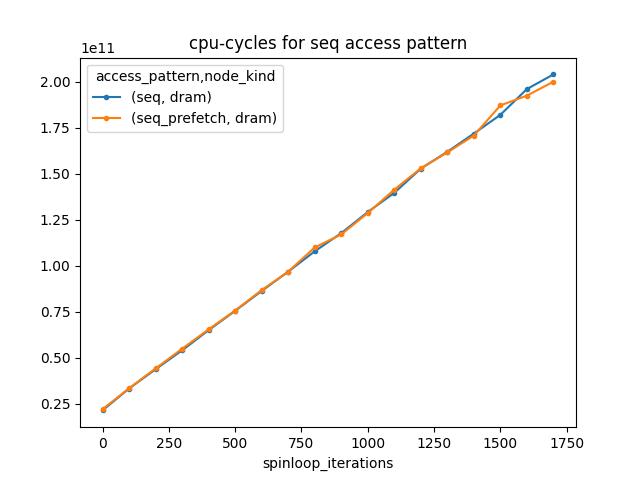 cpu-cycles for seq access pattern
1e11
access_pattern,node_kind
(seq, dram)
(seq_prefetch, dram)
2.00
1.75
1.50
1.25
1.00
0.75
0.50
0.25
0 250 500 750 1000 1250 1500 1750
spinloop_iterations